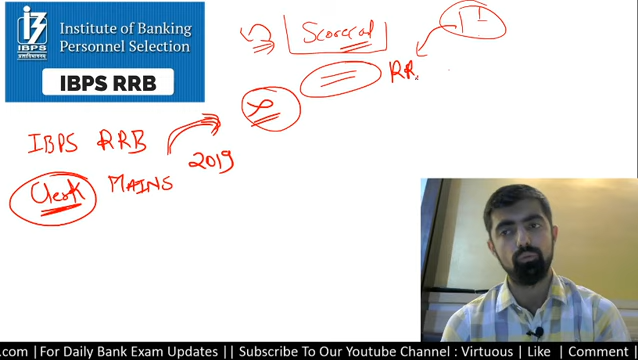 IBPS
Institute of Banking
Personnel Selection
IBPS RRB
Scorecard
RR
IBPS RRB
2019
Clerk MAINS
.com |For Daily Bank Exam Updates || Subscribe To Our Youtube Channel : Virtuous | Like | Comment |